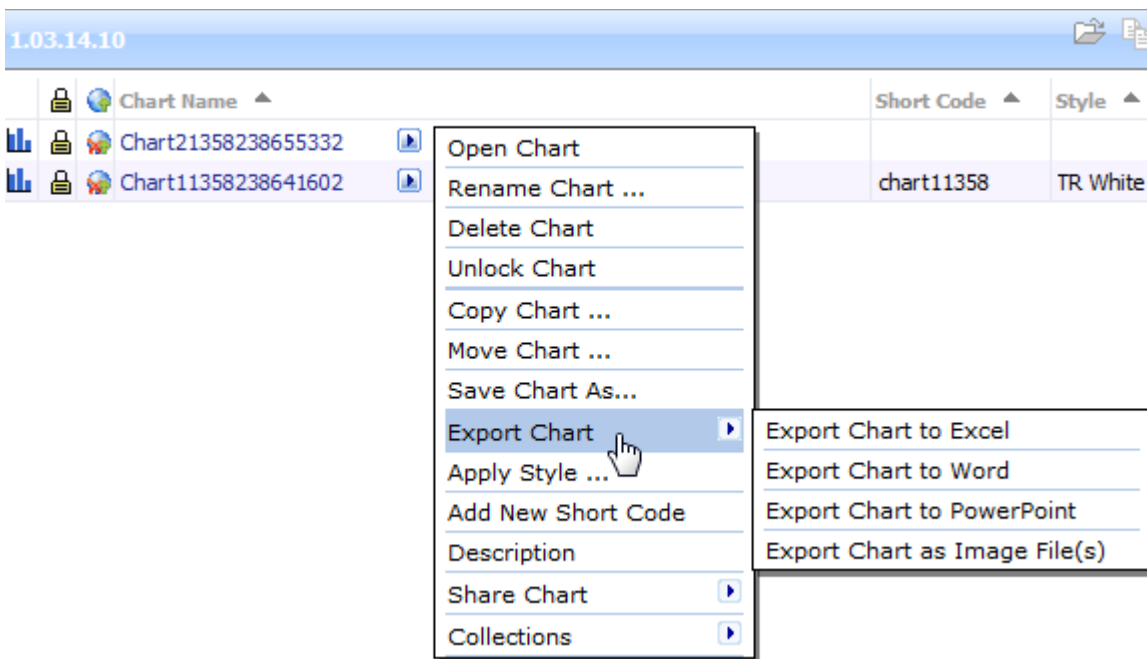 1.03.14.10
Chart Name Short Code Style
Chart21358238655332
Chart11358238641602 chart11358 TR White
Open Chart
Rename Chart ...
Delete Chart
Unlock Chart
Copy Chart ...
Move Chart ...
Save Chart As...
Export Chart
Apply Style ...
Add New Short Code
Description
Share Chart
Collections
Export Chart to Excel
Export Chart to Word
Export Chart to PowerPoint
Export Chart as Image File(s)